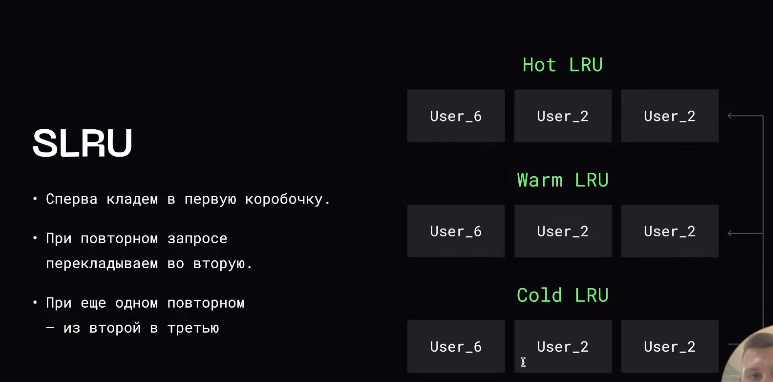 SLRU
• Сперва кладем в первую коробочку.
• При повторном запросе
перекладываем во вторую.
• При еще одном повторном
— из второй в третью
Hot LRU
User_6 User_2 User_2
Warm LRU
User_6 User_2 User_2
Cold LRU
User_6 User_2 User_2